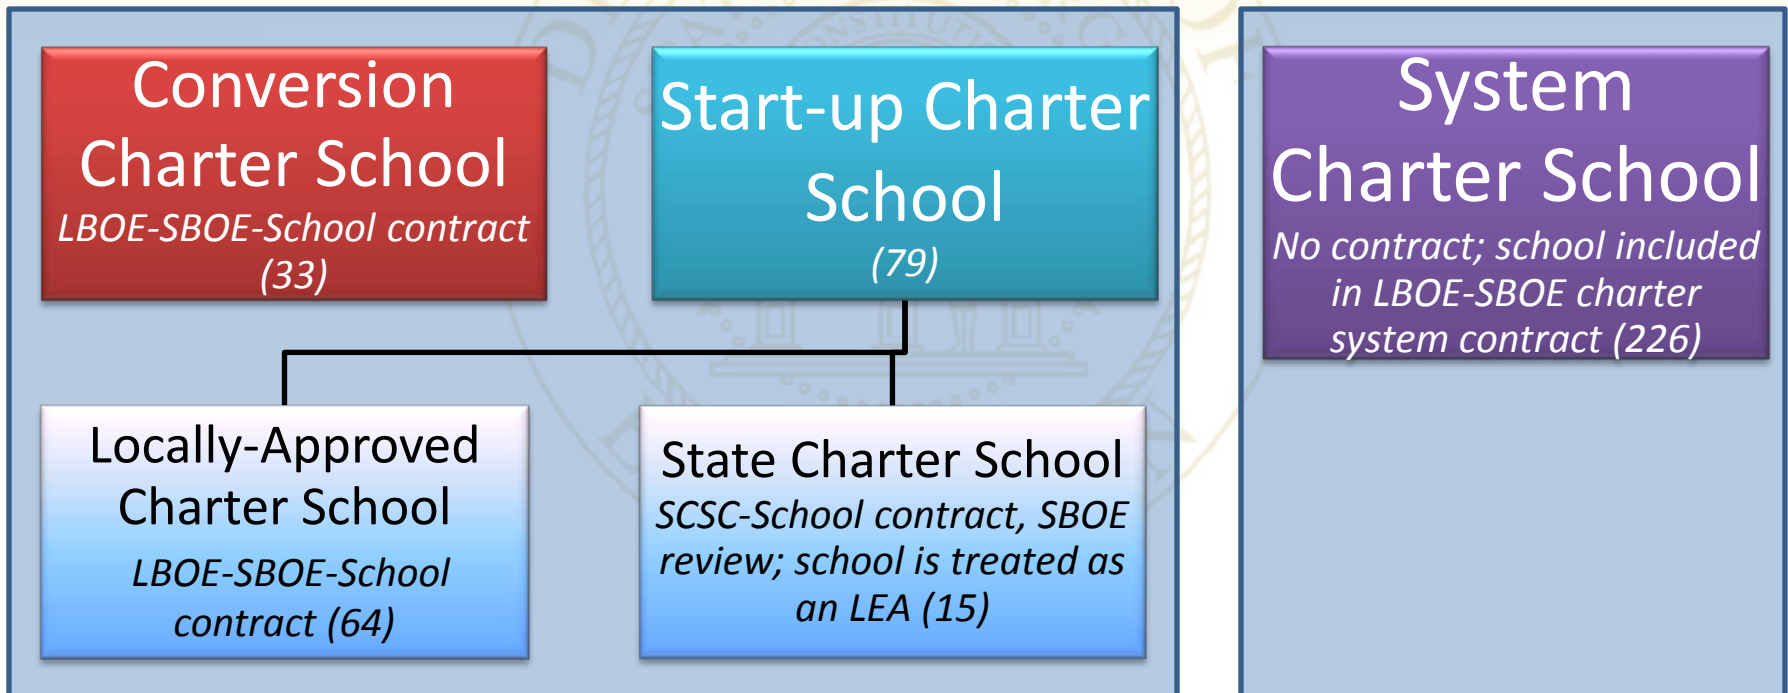 Conversion
Charter School
LBOE-SBOE-School contract
(33)
Start-up Charter
School
(79)
System
Charter School
No contract; school included
in LBOE-SBOE charter
system contract (226)
Locally-Approved
Charter School
LBOE-SBOE-School
contract (64)
State Charter School
SCSC-School contract, SBOE
review; school is treated as
an LEA (15)